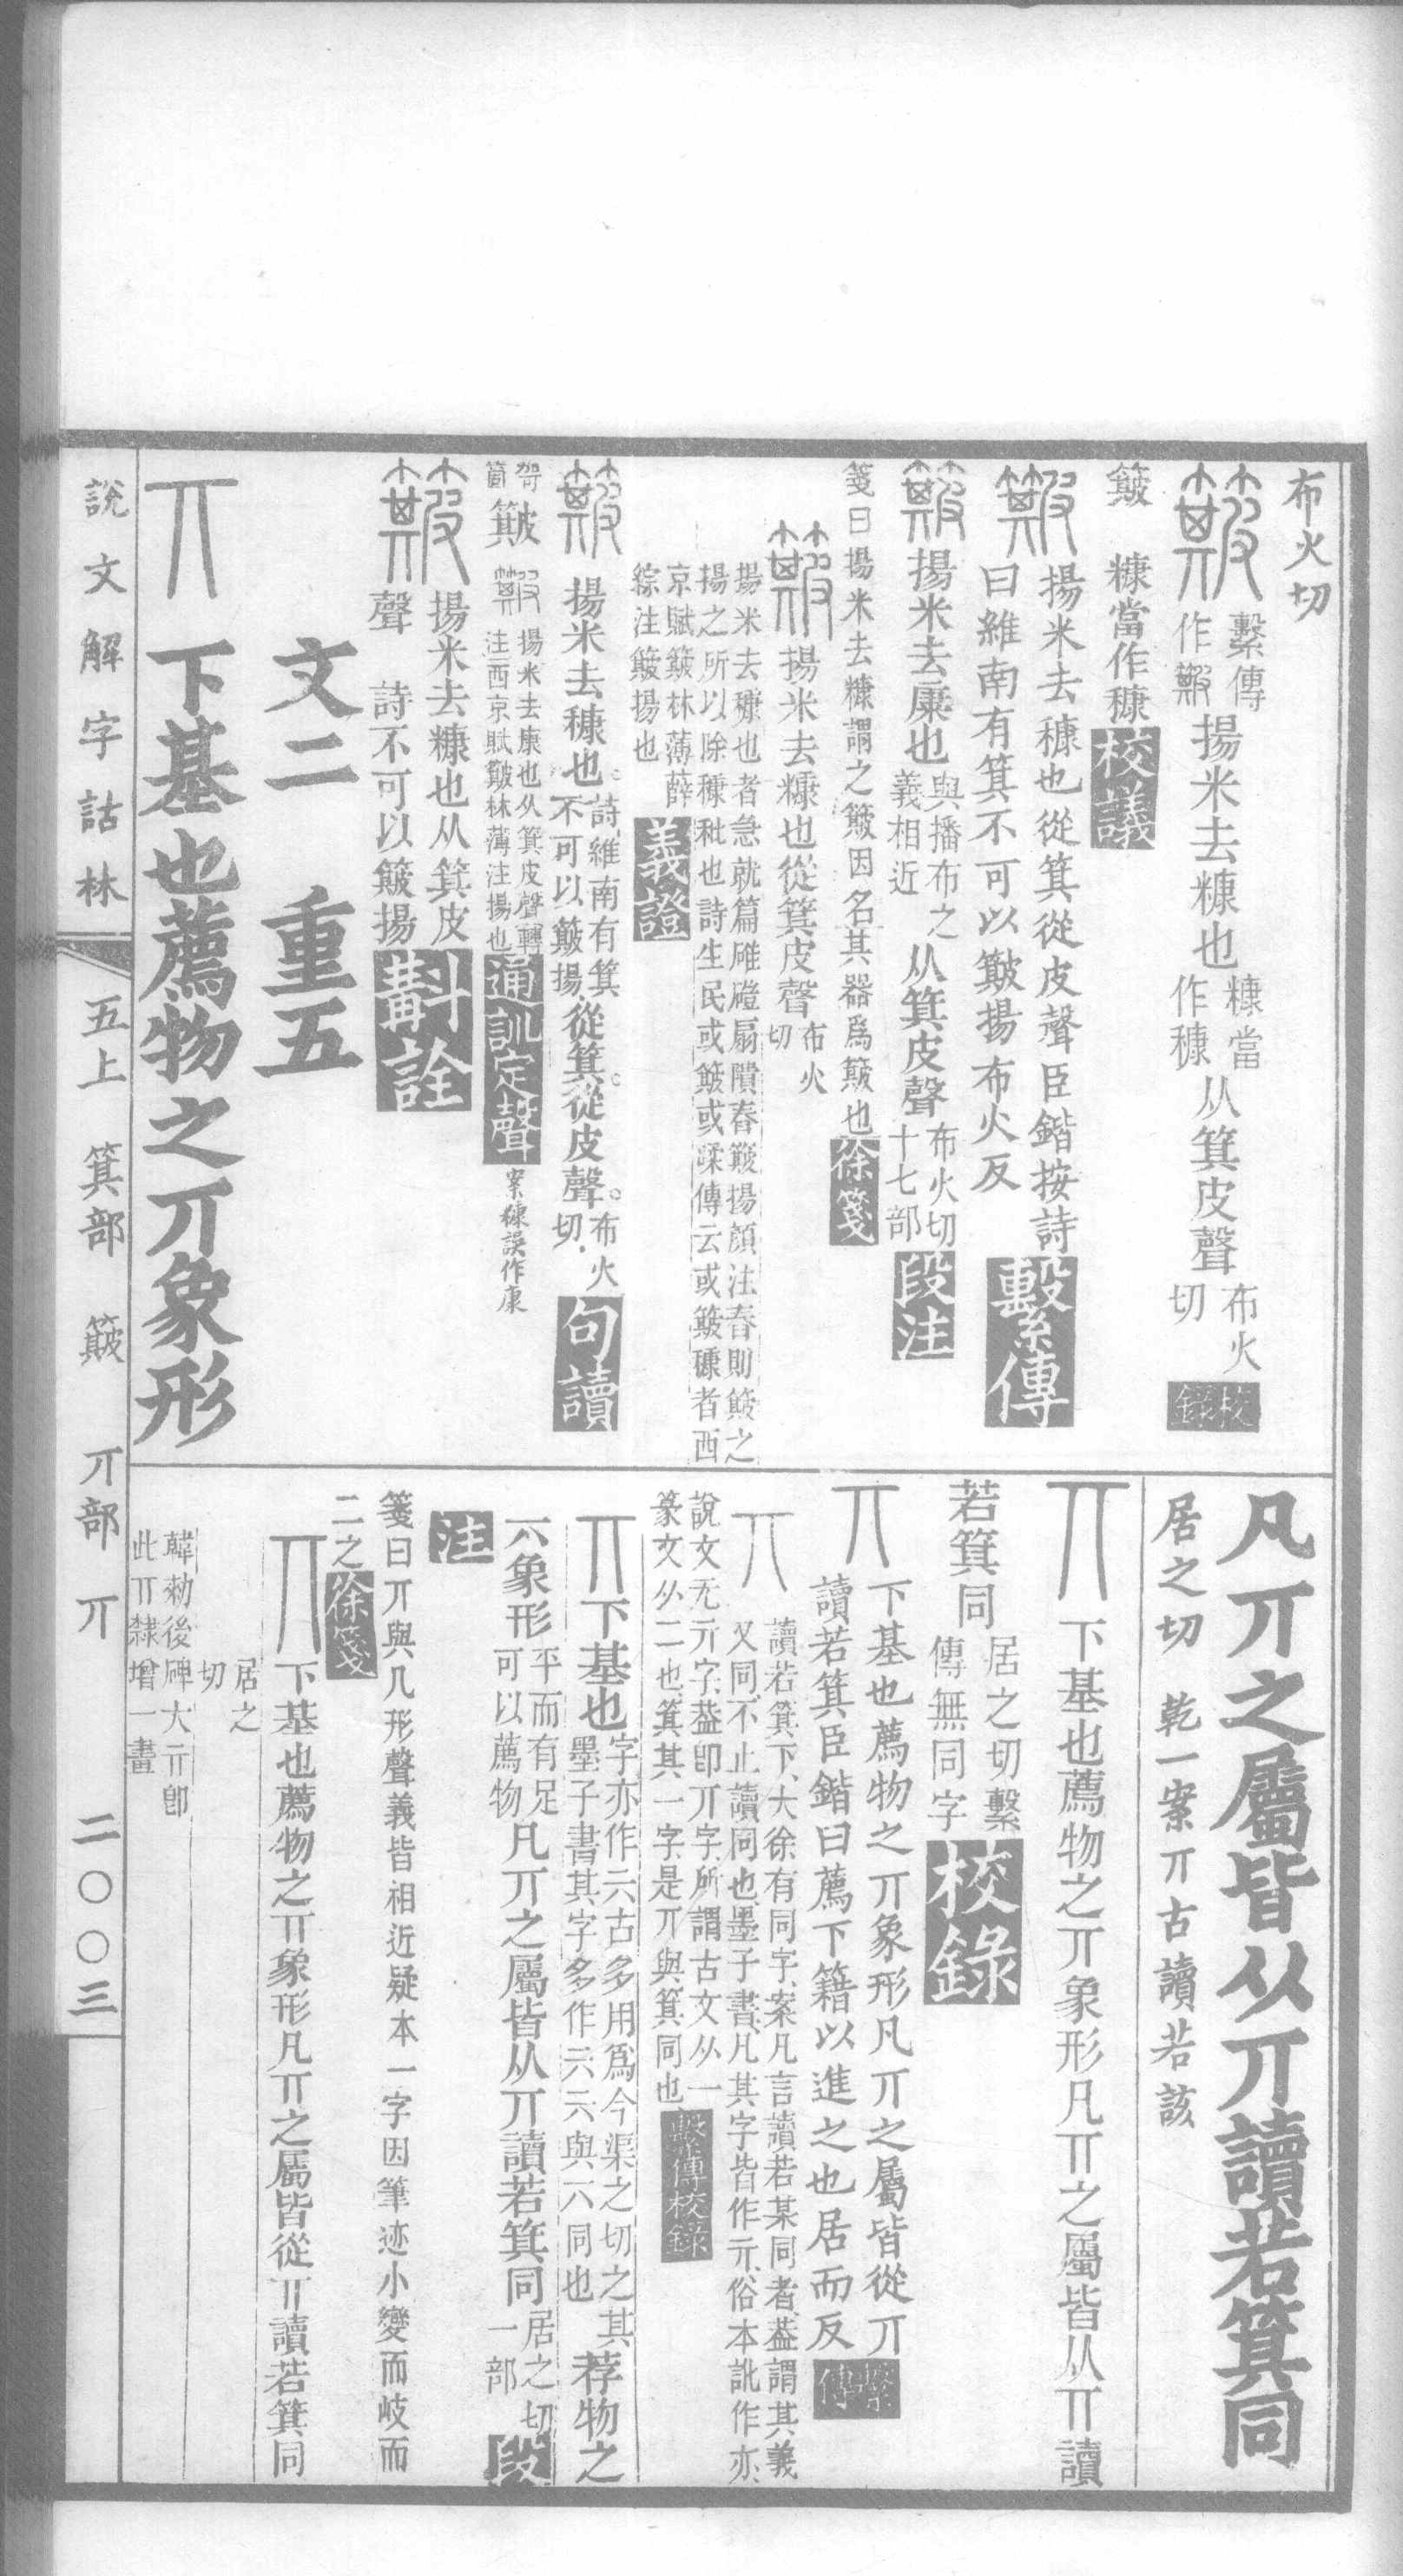 布火切
簸
繫傳
作𥷨
揚米去糠也
糠當
作穅
从箕皮聲
布火
切
校錄
簸 糠當作穅
校議
簸
揚米去穅也從箕從皮聲臣鍇按詩
曰維南有箕不可以簸揚布火反
繫傳
簸
揚米去康也
與播布之
義相近
从箕皮聲
布火切
十七部
段注
箋曰揚米去糠謂之簸因名其器爲簸也
徐箋
簸
揚米去糠也從箕皮聲
布火
切
揚米去穅也者急就篇碓磑扇隤舂簸揚顏注舂則簸之
揚之所以除穅秕也詩生民或簸或蹂傳云或簸穅者西
京賦簸林薄薛
綜注簸揚也
義證
簸
揚米去穅也。
詩維南有箕
不可以簸揚
從箕。從皮聲。
布火
切.
句讀
簸
揚米去康也从箕皮聲轉
注西京賦簸林薄注揚也
通訓定聲
案穅誤作康
簸
揚米去糠也从箕皮
聲 詩不可以簸揚
斠詮
文二 重五
丌
下基也薦物之丌象形
凡丌之屬皆从丌讀若箕同
居之切 乾一案丌古讀若該
丌
下基也薦物之丌象形凡丌之屬皆从丌讀
若箕同
居之切繫
傳無同字
校錄
丌
下基也薦物之丌象形凡丌之屬皆從丌
讀若箕臣鍇曰薦下籍以進之也居而反
繫傳
丌
讀若箕下、大徐有同字、案凡言讀若某同者、葢謂其義
又同、不止讀同也、墨子書、凡其字皆作亓、俗本訛作亦、
說文无亓字、葢即丌字、所謂古文从一
篆文从二也、箕其一字、是丌與箕同也
繫傳校錄
丌
下基也
字亦作亓古多用爲今渠之切之其
墨子書其字多作亓亓與丌同也
荐物之
丌象形
平而有足
可以薦物
凡丌之屬皆从丌讀若箕同
居之切
一部
段注
箋曰丌與几形聲義皆相近疑本一字因筆迹小變而岐而
二之
徐箋
丌
下基也薦物之丌象形凡丌之屬皆從丌讀若箕同
居之
切
韓勑後碑大亓即
此丌隸增一畫
說文解字詁林 五上 箕部 簸 丌部 丌 二〇〇三